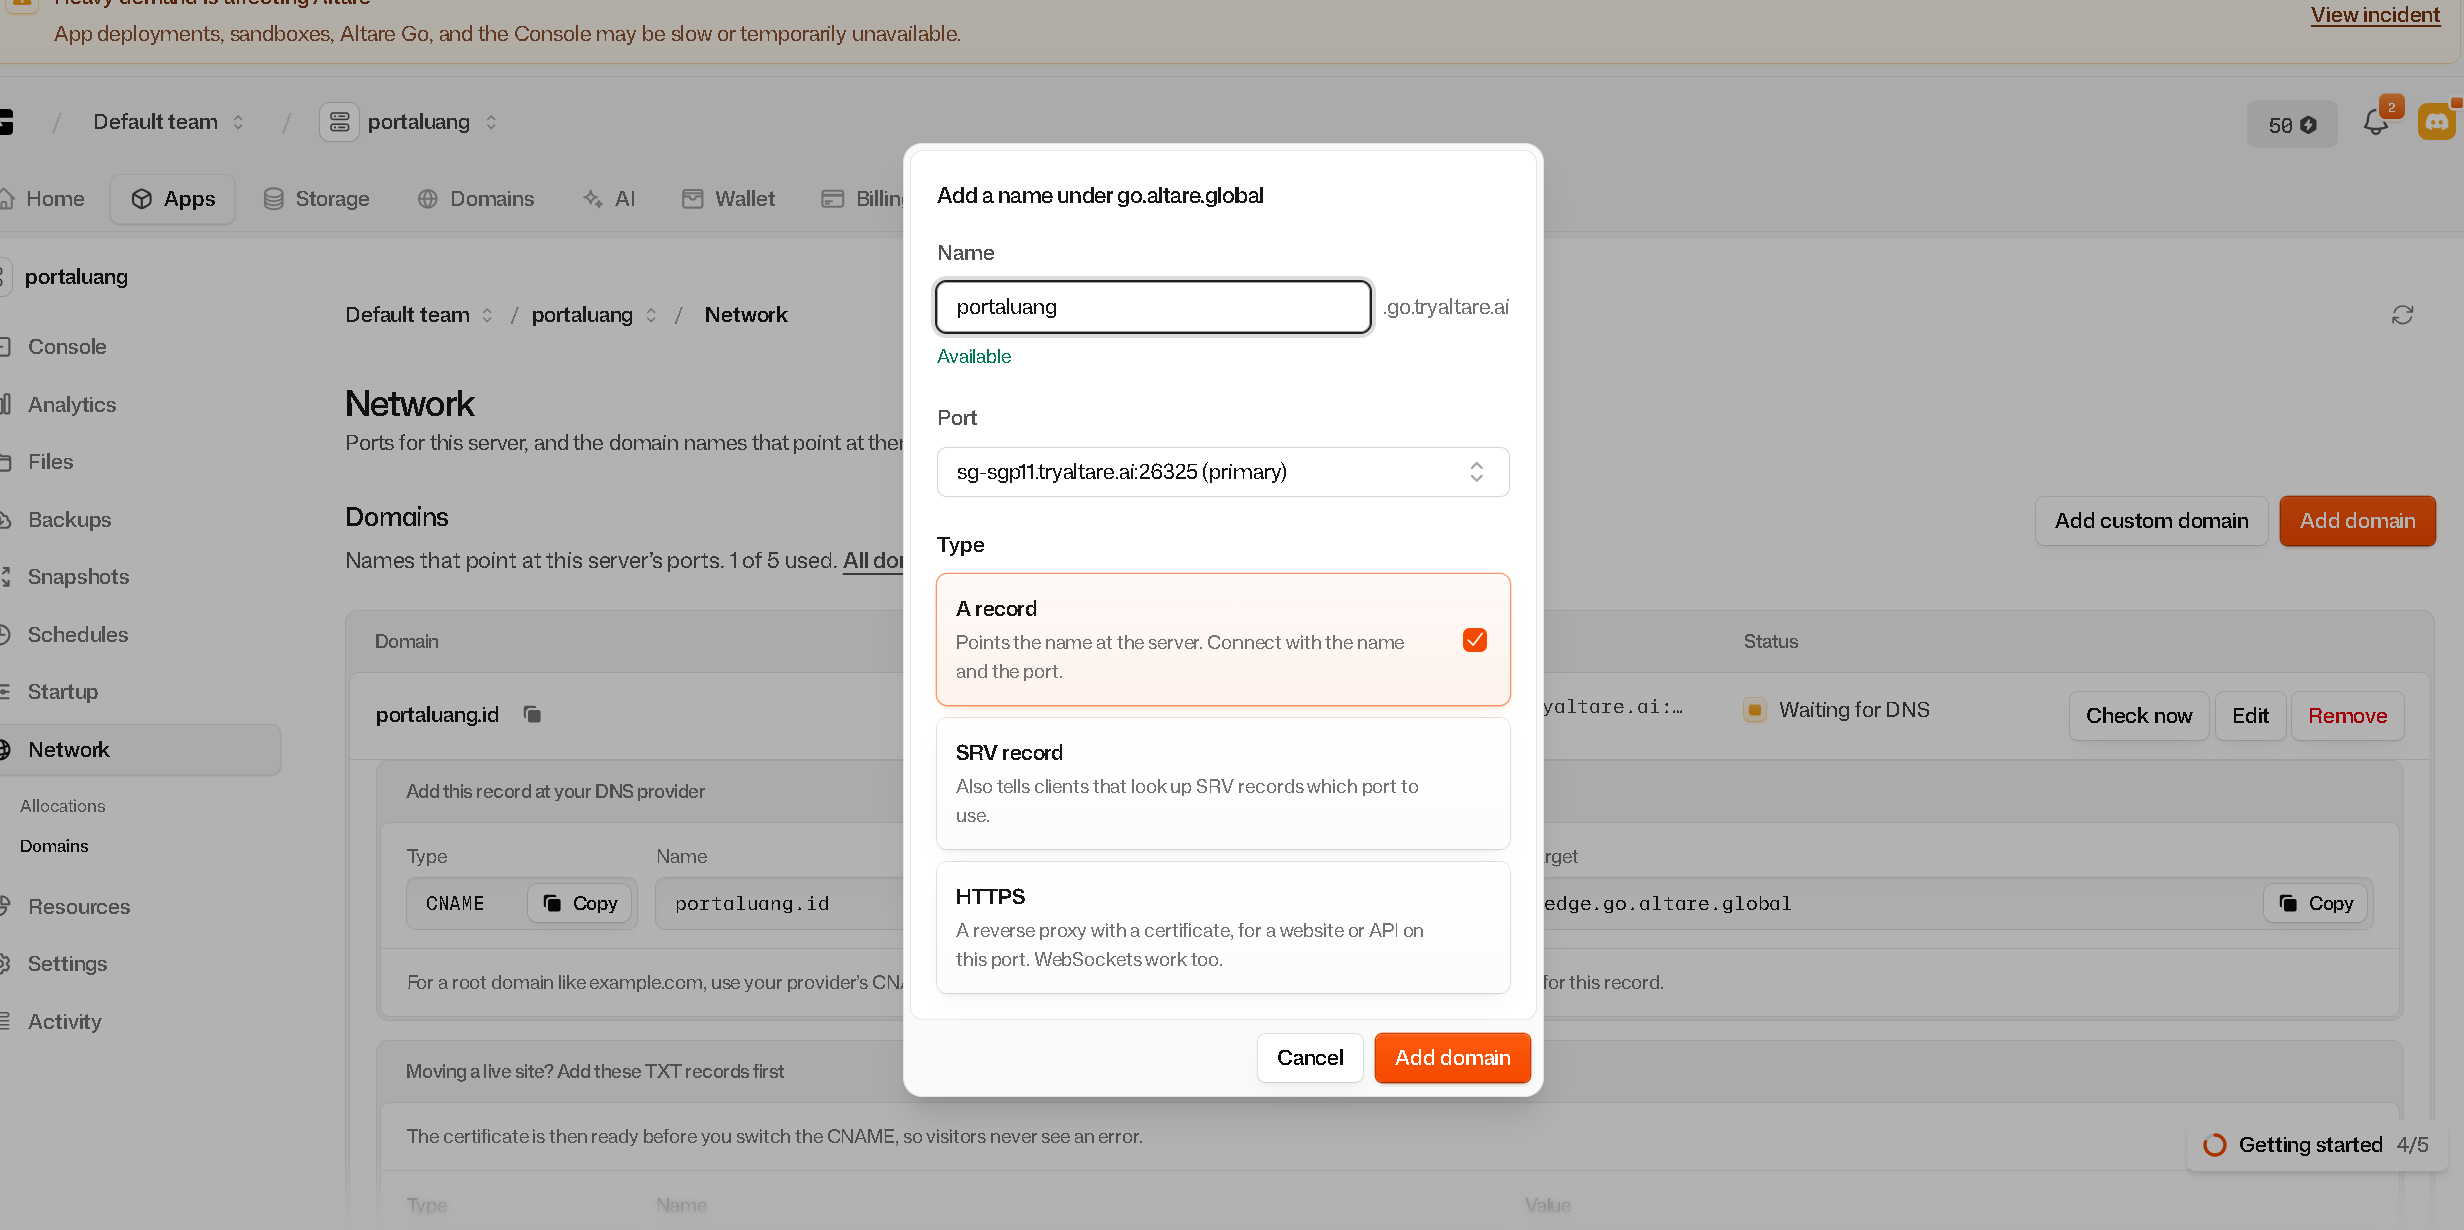 Heavy demand is affecting Altare
App deployments, sandboxes, Altare Go, and the Console may be slow or temporarily unavailable.
View incident
/ Default team / portaluang
50
2
Home
Apps
Storage
Domains
AI
Wallet
Billing
portaluang
Console
Analytics
Files
Backups
Snapshots
Schedules
Startup
Network
Allocations
Domains
Resources
Settings
Activity
Default team / portaluang / Network
Network
Ports for this server, and the domain names that point at
Domains
Names that point at this server's ports. 1 of 5 used. All
Add custom domain
Add domain
Domain
Status
portaluang.id
yaltare.ai:…
Waiting for DNS
Check now
Edit
Remove
Add this record at your DNS provider
Type
Name
rget
CNAME
Copy
portaluang.id
edge.go.altare.global
Copy
For a root domain like example.com, use your provider's
for this record.
Moving a live site? Add these TXT records first
The certificate is then ready before you switch the CNAME, so visitors never see an error.
Type
Name
Value
Add a name under go.altare.global
Name
portaluang
.go.tryaltare.ai
Available
Port
sg-sgp11.tryaltare.ai:26325 (primary)
Type
A record
Points the name at the server. Connect with the name
and the port.
SRV record
Also tells clients that look up SRV records which port to
use.
HTTPS
A reverse proxy with a certificate, for a website or API on
this port. WebSockets work too.
Cancel
Add domain
Getting started 4/5